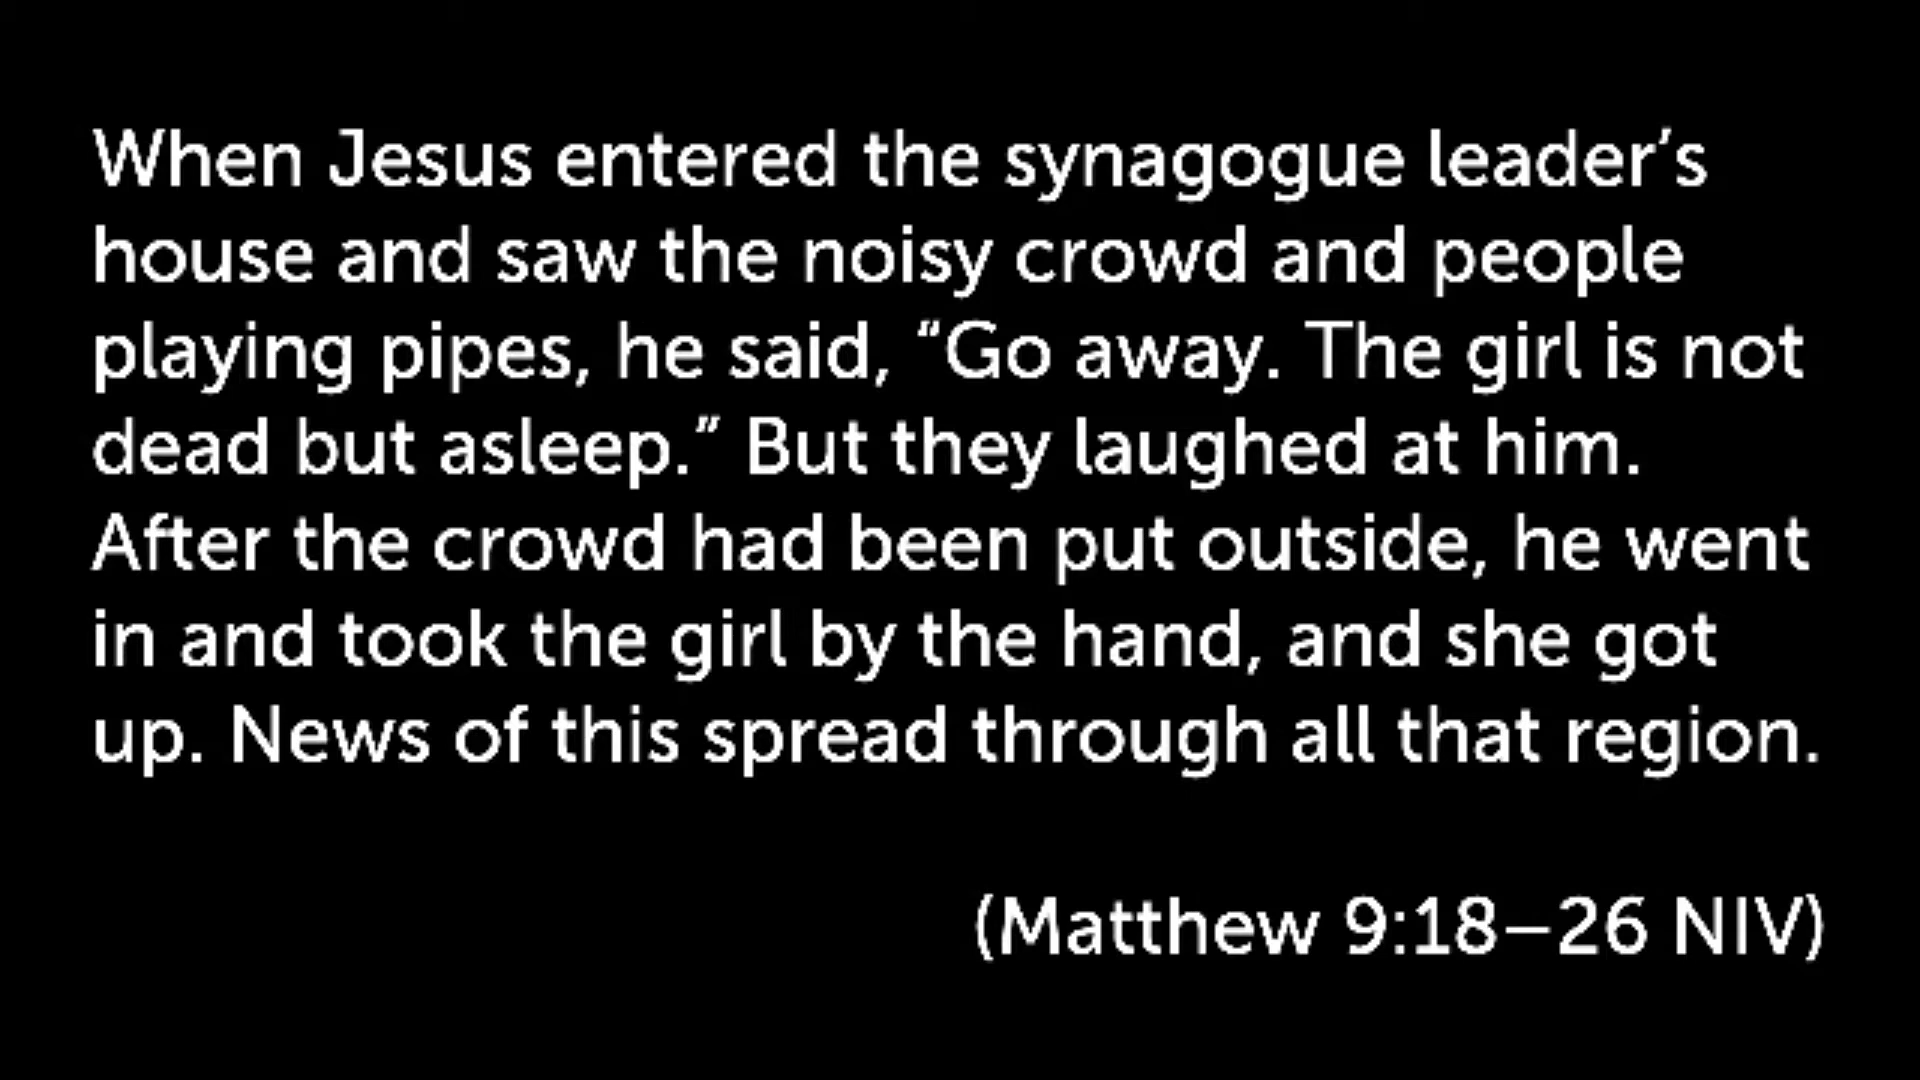 When Jesus entered the synagogue leader’s
house and saw the noisy crowd and people
playing pipes, he said, “Go away. The girl is not
dead but asleep.” But they laughed at him.
After the crowd had been put outside, he went
in and took the girl by the hand, and she got
up. News of this spread through all that region.
(Matthew 9:18–26 NIV)